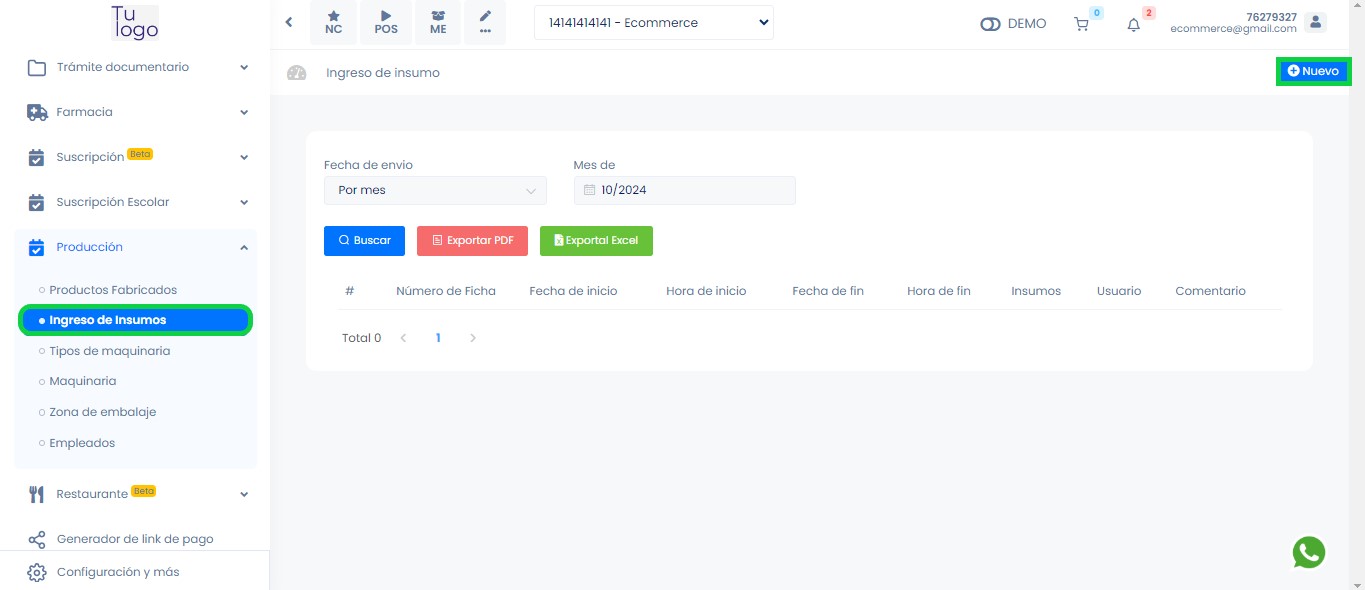 Tu
logo
NC
POS
ME
...
14141414141 - Ecommerce
DEMO
0
2
76279327
ecommerce@gmail.com
Trámite documentario
Farmacia
Suscripción Beta
Suscripción Escolar
Producción
Productos Fabricados
Ingreso de Insumos
Tipos de maquinaria
Maquinaria
Zona de embalaje
Empleados
Restaurante Beta
Generador de link de pago
Configuración y más
Ingreso de insumo
Nuevo
Fecha de envio
Mes de
Por mes
10/2024
Buscar
Exportar PDF
Exportal Excel
# Número de Ficha Fecha de inicio Hora de inicio Fecha de fin Hora de fin Insumos Usuario Comentario
Total 0 1